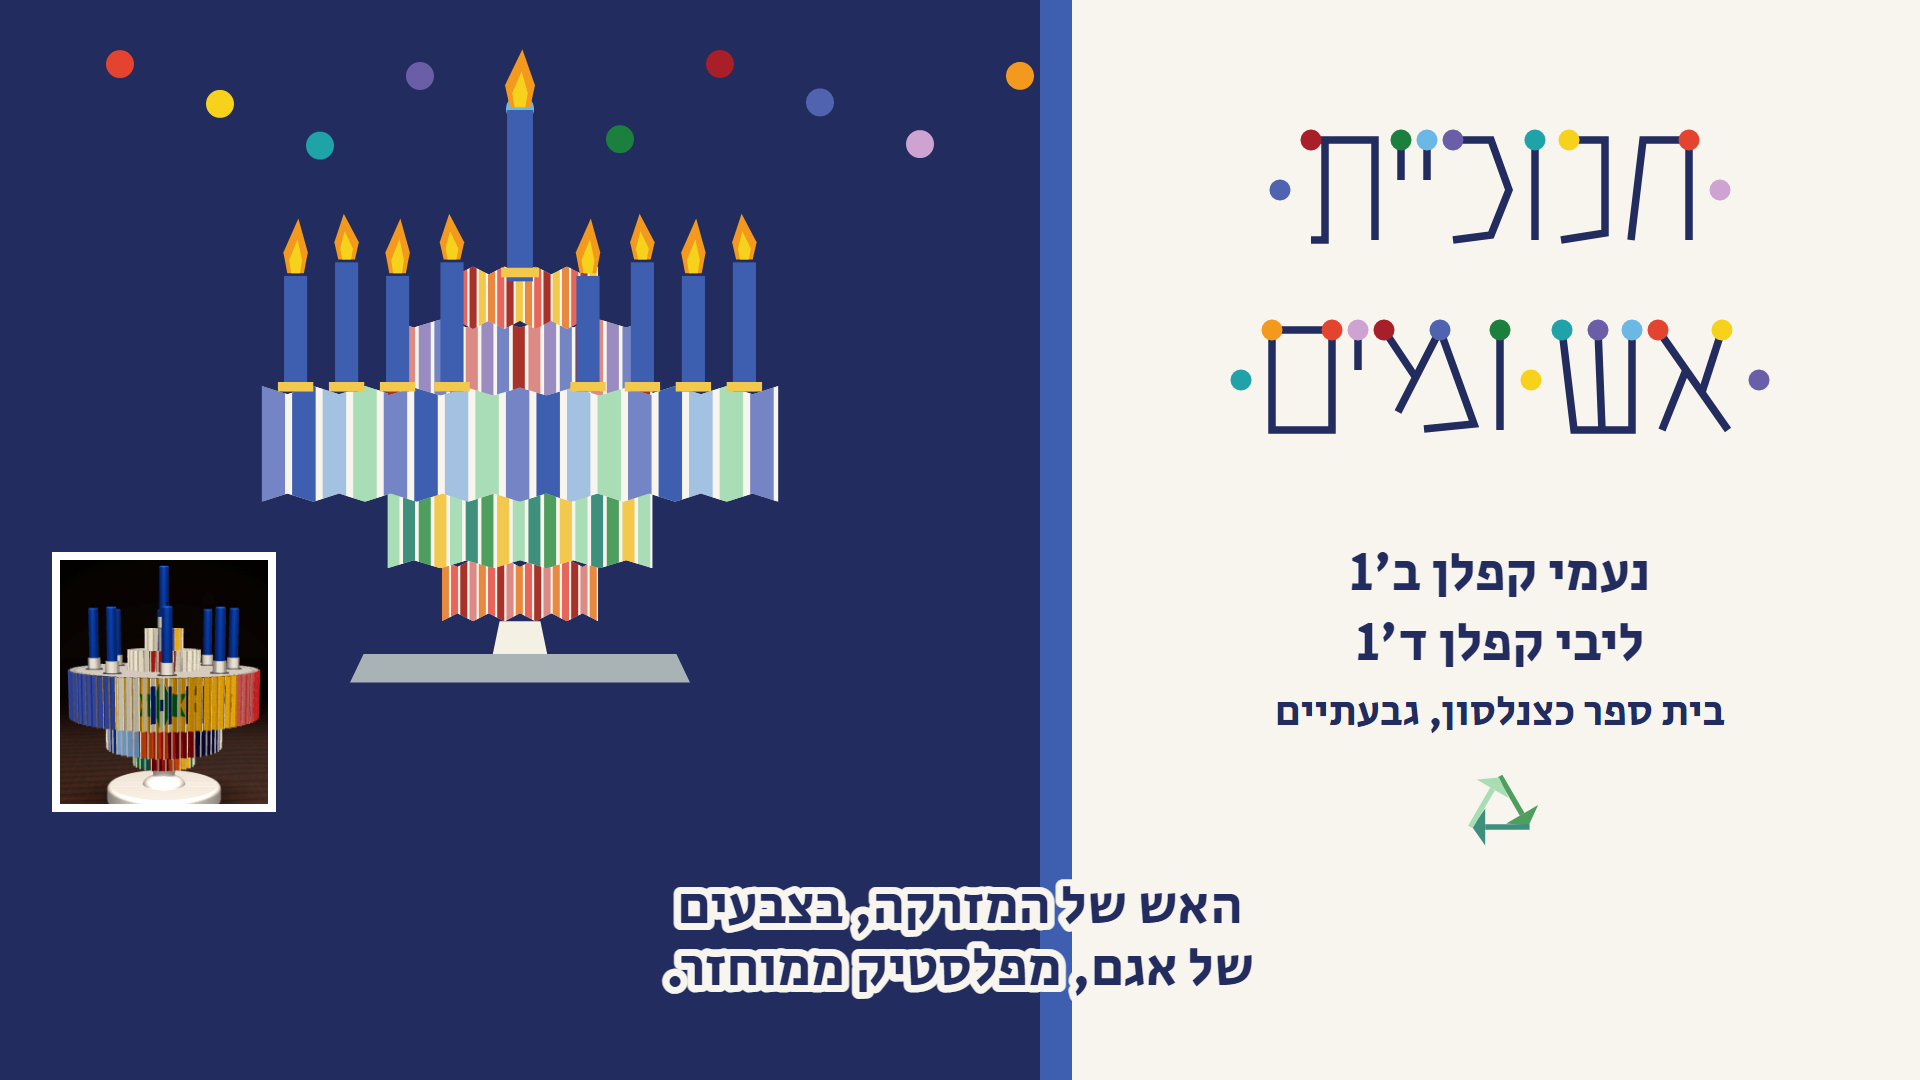 חנוכיית
אש ומים
נעמי קפלן ב’1
ליבי קפלן ד’1
בית ספר כצנלסון, גבעתיים
האש של המזרקה, בצבעים
של אגם, מפלסטיק ממוחזר.